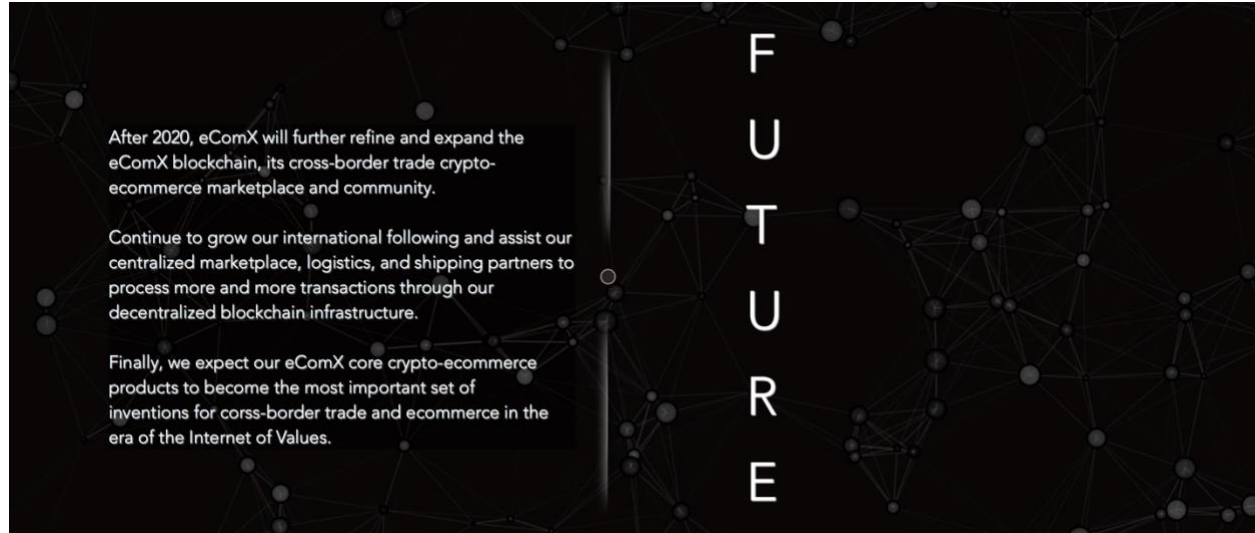 After 2020, eComX will further refine and expand the
eComX blockchain, its cross-border trade crypto-
ecommerce marketplace and community.
Continue to grow our international following and assist our
centralized marketplace, logistics, and shipping partners to
process more and more transactions through our
decentralized blockchain infrastructure.
Finally, we expect our eComX core crypto-ecommerce
products to become the most important set of
inventions for corss-border trade and ecommerce in the
era of the Internet of Values.
F
U
T
U
R
E